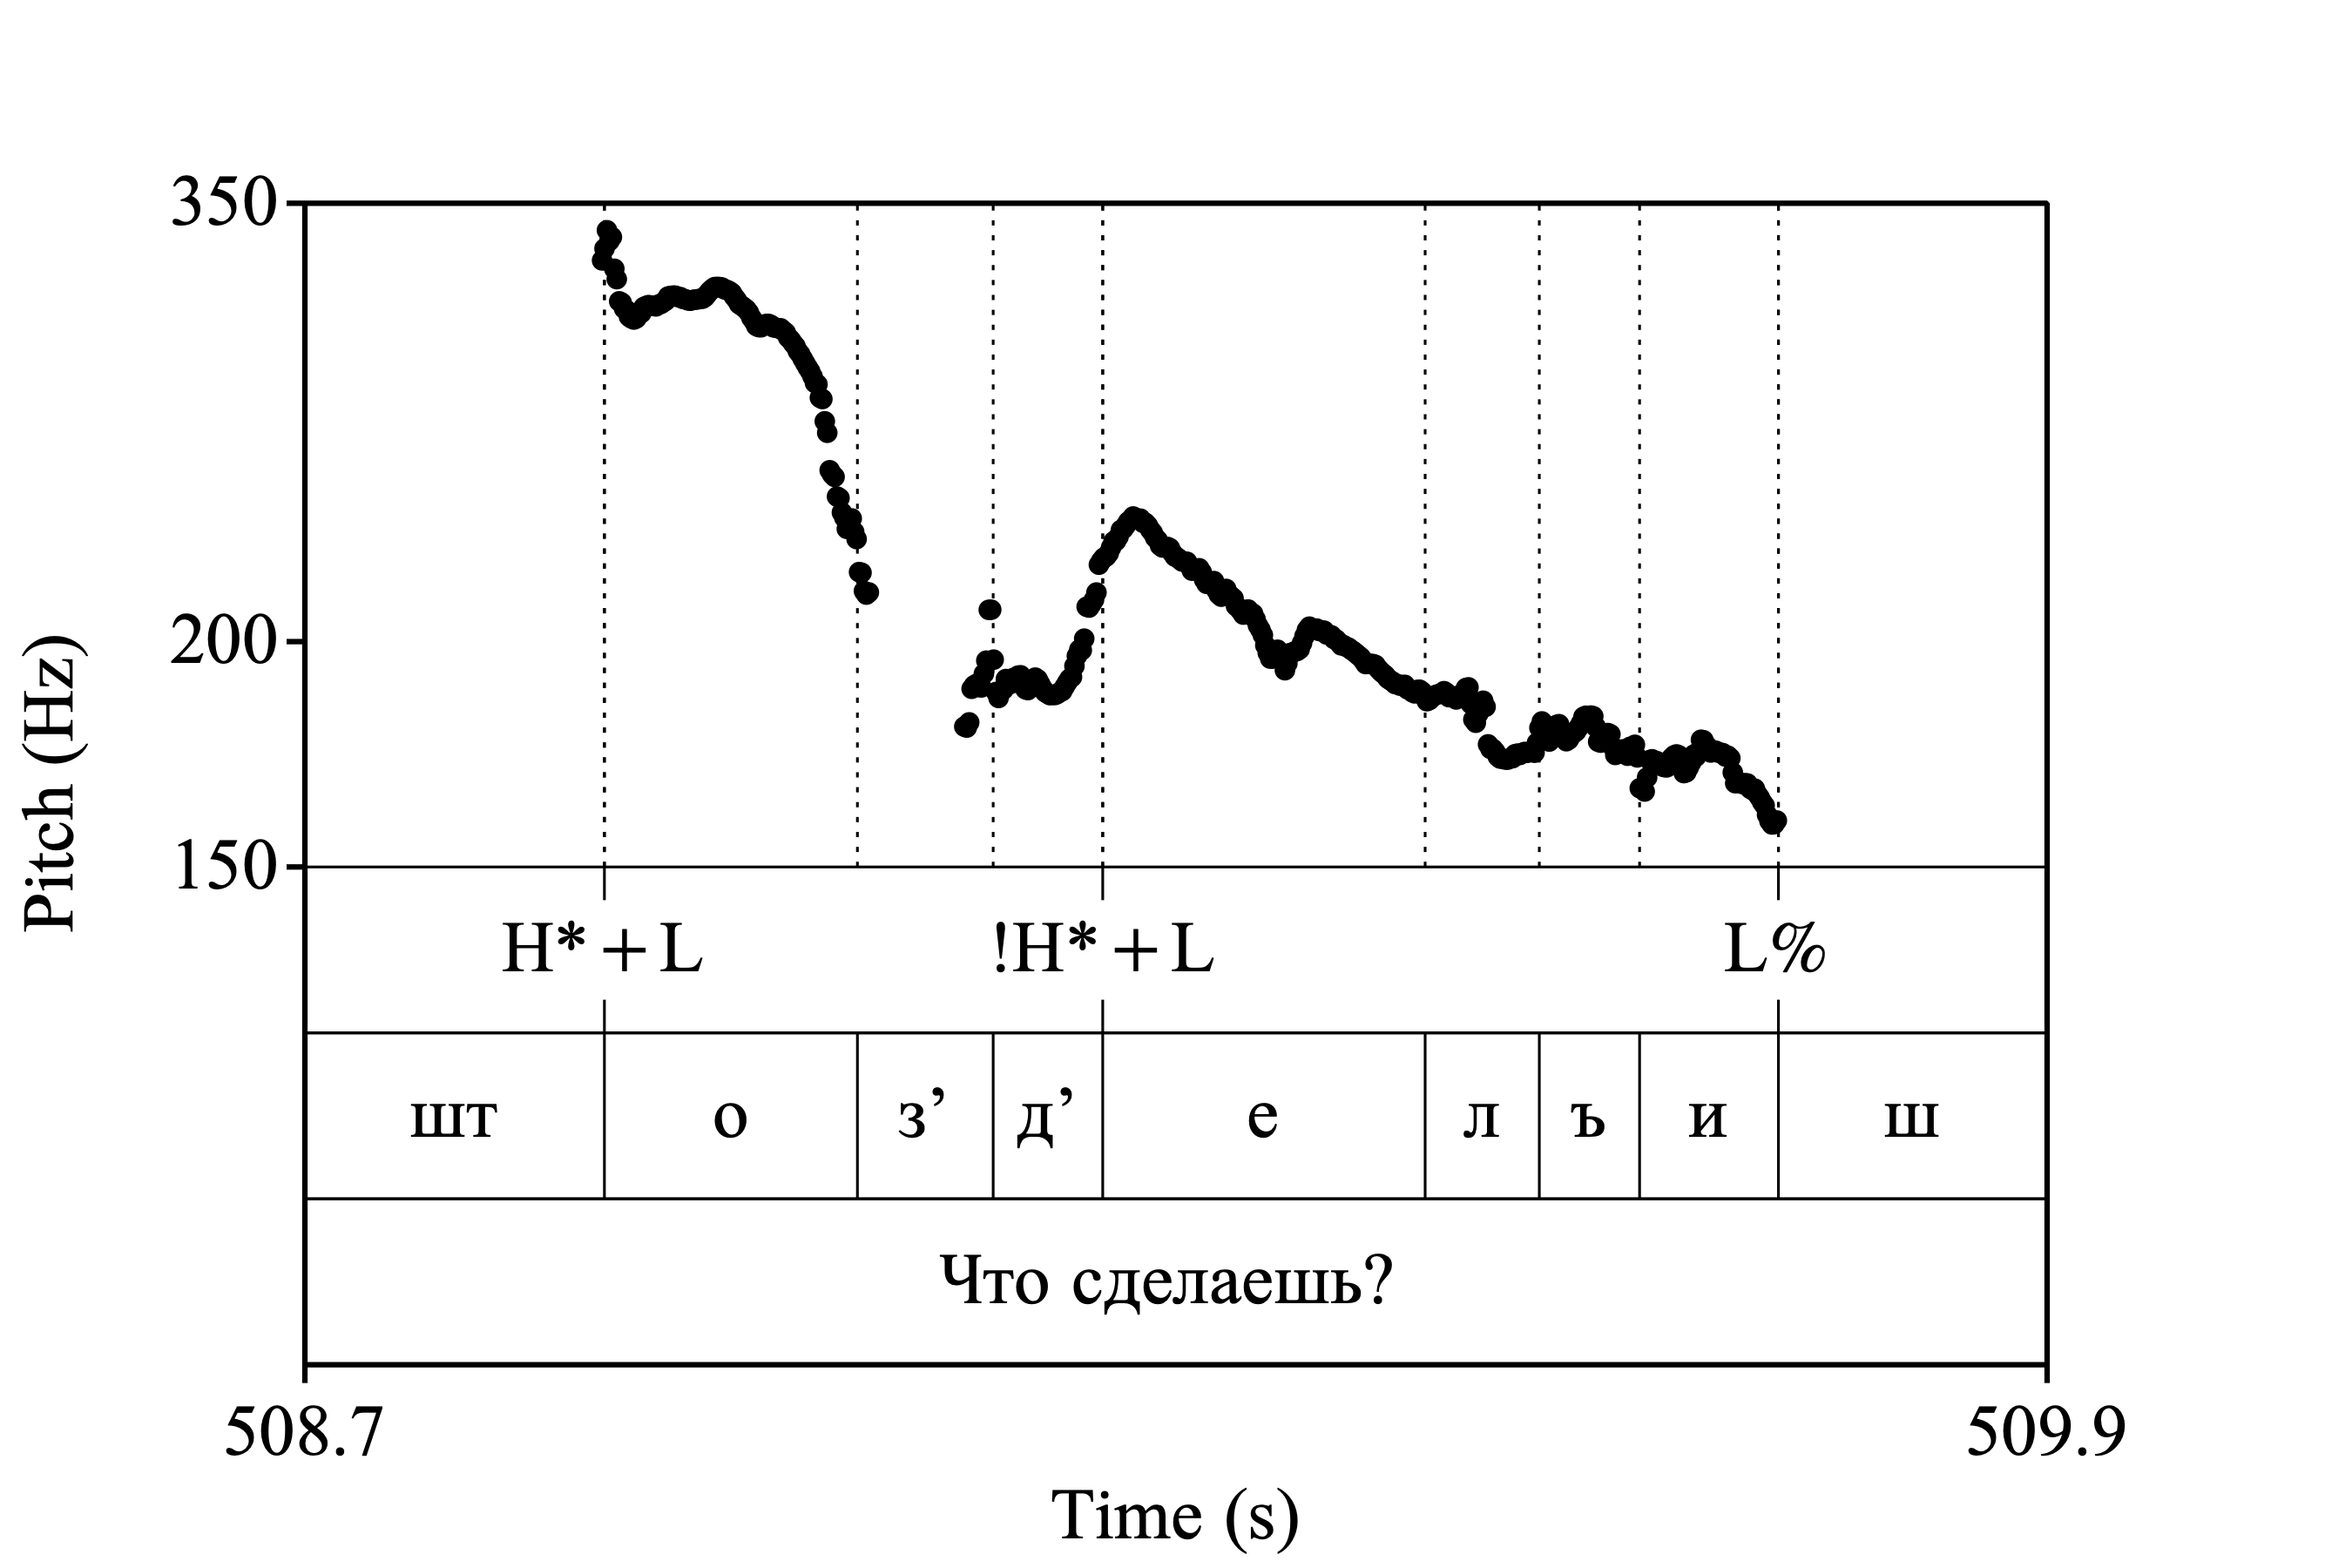 350
200
150
Pitch (Hz)
H* + L !H* + L L%
шт о з’ д’ е л ъ и ш
Что сделаешь?
508.7 509.9
Time (s)